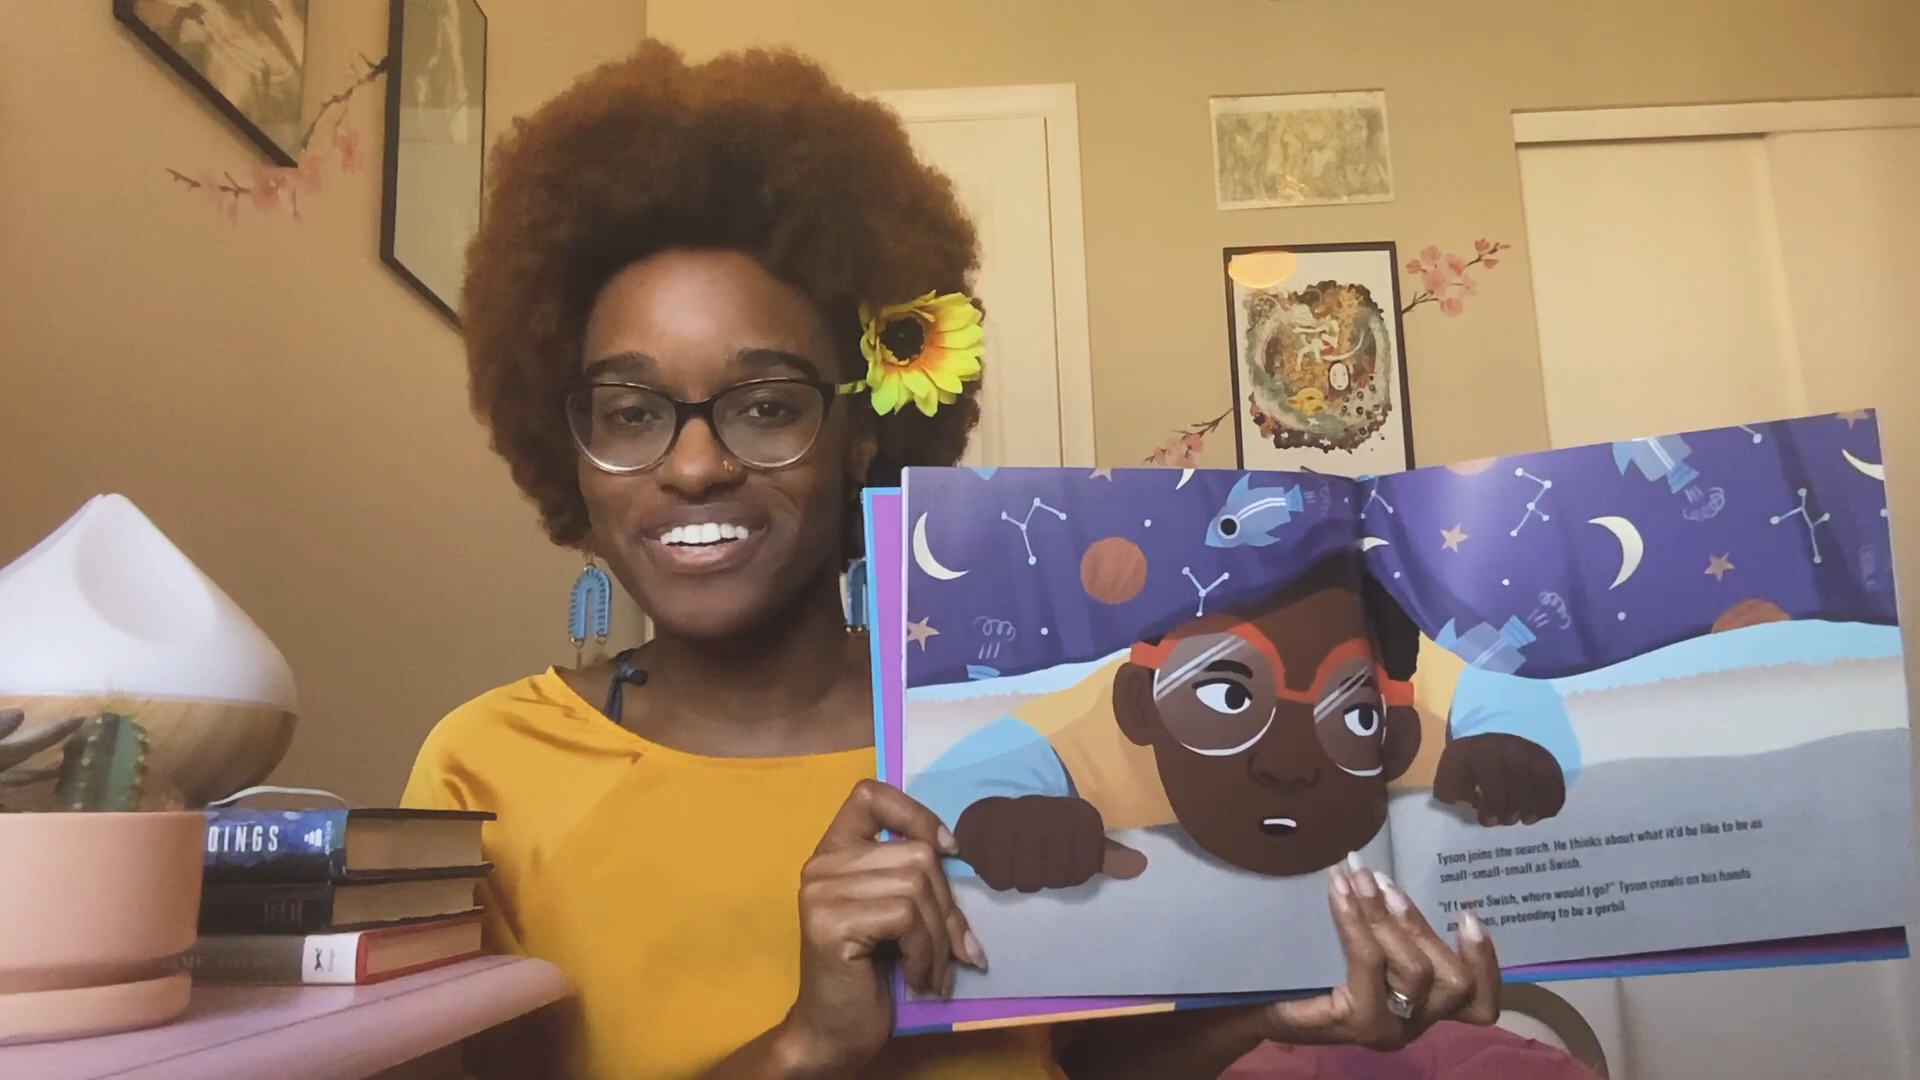 DINGS
Tyson joins the search. He thinks about what it'd be like to be as
small-small-small as Swish.
"If I were Swish, where would I go?" Tyson crawls on his hands
pretending to be a gerbil